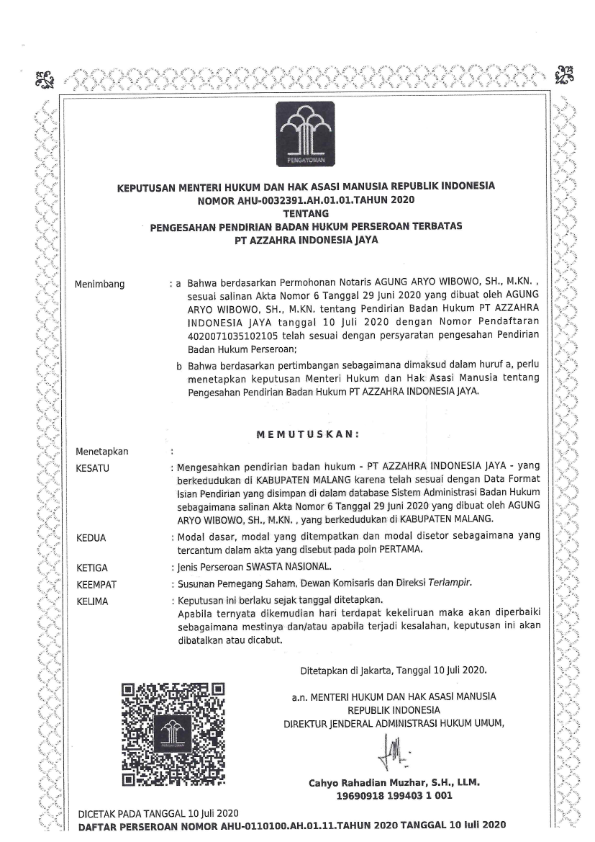 PENGAYOMAN
KEPUTUSAN MENTERI HUKUM DAN HAK ASASI MANUSIA REPUBLIK INDONESIA
NOMOR AHU-0032391.AH.01.01.TAHUN 2020
TENTANG
PENGESAHAN PENDIRIAN BADAN HUKUM PERSEROAN TERBATAS
PT AZZAHRA INDONESIA JAYA
Menimbang : a Bahwa berdasarkan Permohonan Notaris AGUNG ARYO WIBOWO, SH., M.KN. ,
sesuai salinan Akta Nomor 6 Tanggal 29 Juni 2020 yang dibuat oleh AGUNG
ARYO WIBOWO, SH., M.KN. tentang Pendirian Badan Hukum PT AZZAHRA
INDONESIA JAYA tanggal 10 Juli 2020 dengan Nomor Pendaftaran
4020071035102105 telah sesuai dengan persyaratan pengesahan Pendirian
Badan Hukum Perseroan;
b Bahwa berdasarkan pertimbangan sebagaimana dimaksud dalam huruf a, perlu
menetapkan keputusan Menteri Hukum dan Hak Asasi Manusia tentang
Pengesahan Pendirian Badan Hukum PT AZZAHRA INDONESIA JAYA.
M E M U T U S K A N :
Menetapkan :
KESATU : Mengesahkan pendirian badan hukum - PT AZZAHRA INDONESIA JAYA - yang
berkedudukan di KABUPATEN MALANG karena telah sesuai dengan Data Format
Isian Pendirian yang disimpan di dalam database Sistem Administrasi Badan Hukum
sebagaimana salinan Akta Nomor 6 Tanggal 29 Juni 2020 yang dibuat oleh AGUNG
ARYO WIBOWO, SH., M.KN. , yang berkedudukan di KABUPATEN MALANG.
KEDUA : Modal dasar, modal yang ditempatkan dan modal disetor sebagaimana yang
tercantum dalam akta yang disebut pada poin PERTAMA.
KETIGA : Jenis Perseroan SWASTA NASIONAL.
KEEMPAT : Susunan Pemegang Saham, Dewan Komisaris dan Direksi Terlampir.
KELIMA : Keputusan ini berlaku sejak tanggal ditetapkan.
Apabila ternyata dikemudian hari terdapat kekeliruan maka akan diperbaiki
sebagaimana mestinya dan/atau apabila terjadi kesalahan, keputusan ini akan
dibatalkan atau dicabut.
Ditetapkan di Jakarta, Tanggal 10 Juli 2020.
a.n. MENTERI HUKUM DAN HAK ASASI MANUSIA
REPUBLIK INDONESIA
DIREKTUR JENDERAL ADMINISTRASI HUKUM UMUM,
PENGAYOMAN
Cahyo Rahadian Muzhar, S.H., LLM.
19690918 199403 1 001
DICETAK PADA TANGGAL 10 Juli 2020
DAFTAR PERSEROAN NOMOR AHU-0110100.AH.01.11.TAHUN 2020 TANGGAL 10 Juli 2020